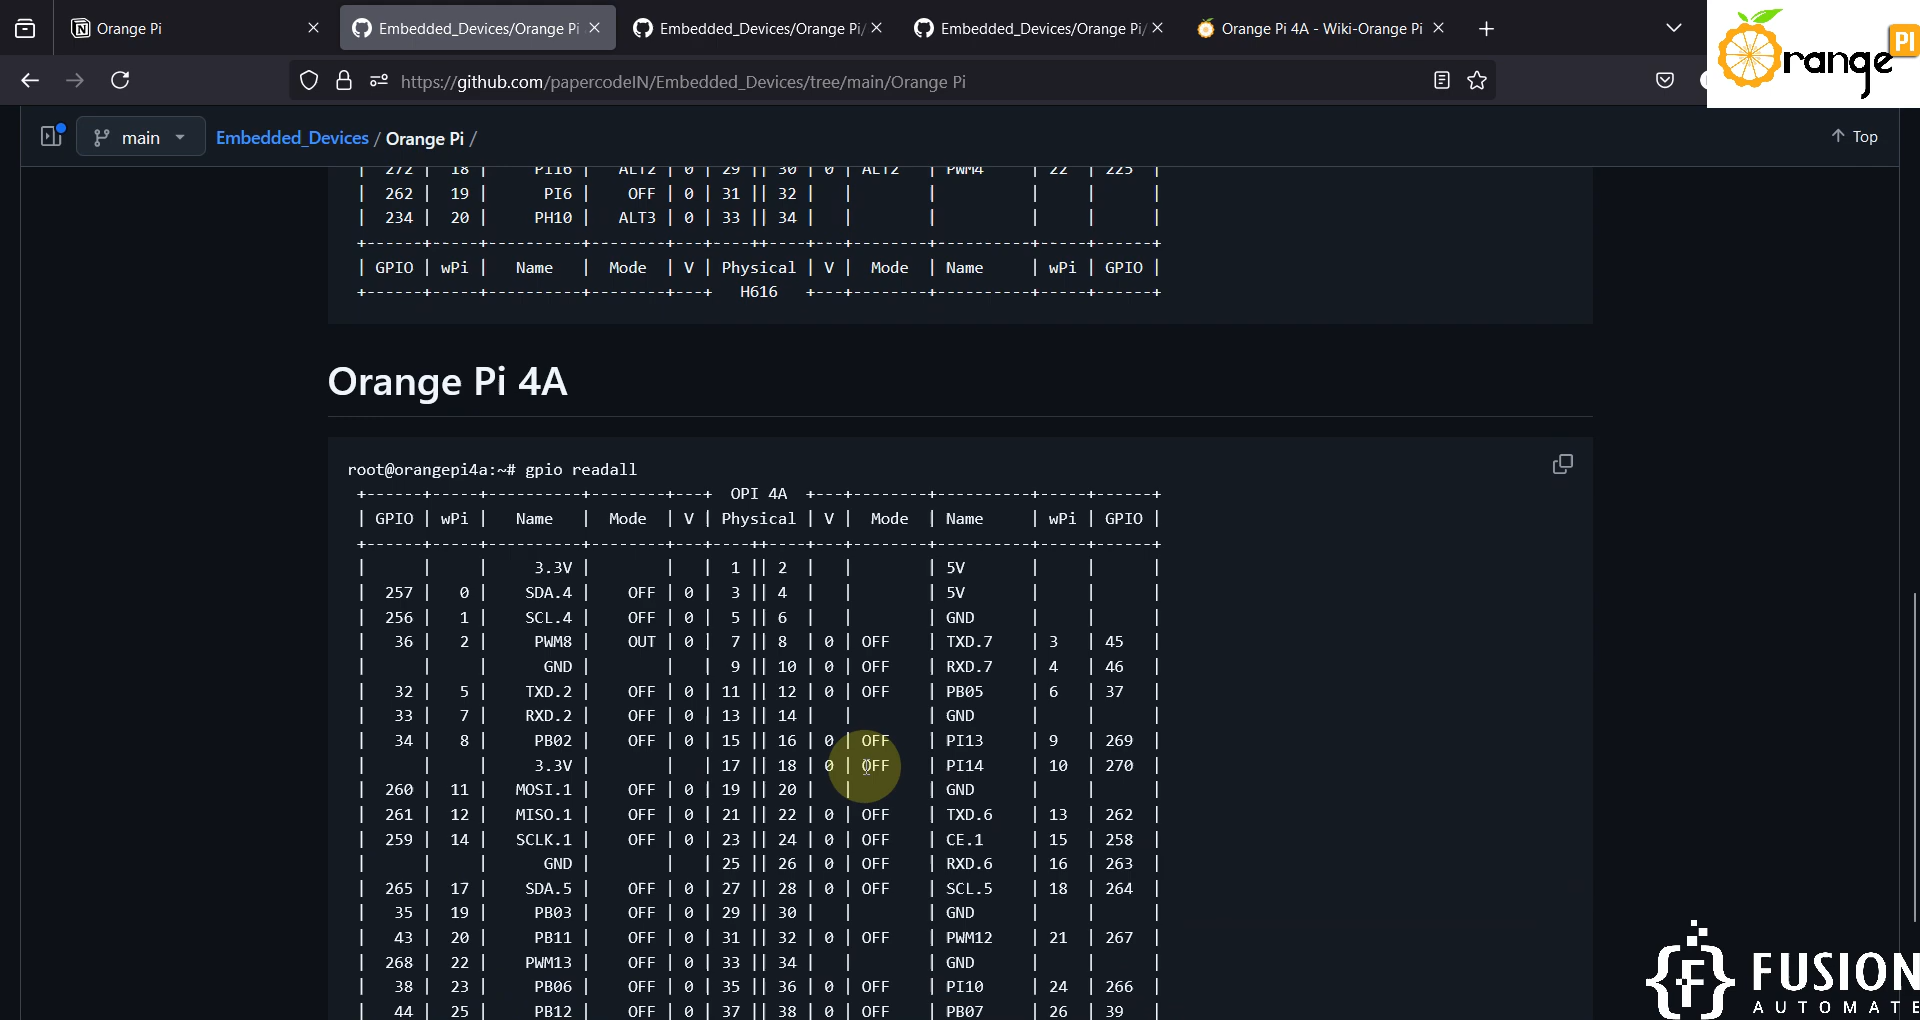 Orange Pi
Embedded_Devices/Orange Pi
Embedded_Devices/Orange Pi/
Embedded_Devices/Orange Pi/
Orange Pi 4A - Wiki-Orange Pi
range PI
https://github.com/papercodeIN/Embedded_Devices/tree/main/Orange Pi
main
Embedded_Devices / Orange Pi /
Top
| 272 | 18 | PI16 | ALT2 | 0 | 29 || 30 | 0 | ALT2 | PWM4 | 22 | 225 |
| 262 | 19 | PI6 | OFF | 0 | 31 || 32 | | | | | |
| 234 | 20 | PH10 | ALT3 | 0 | 33 || 34 | | | | | |
+------+-----+----------+--------+---+----++----+---+--------+----------+-----+------+
| GPIO | wPi | Name | Mode | V | Physical | V | Mode | Name | wPi | GPIO |
+------+-----+----------+--------+---+ H616 +---+--------+----------+-----+------+
Orange Pi 4A
root@orangepi4a:~# gpio readall
+------+-----+----------+--------+---+ OPI 4A +---+--------+----------+-----+------+
| GPIO | wPi | Name | Mode | V | Physical | V | Mode | Name | wPi | GPIO |
+------+-----+----------+--------+---+----++----+---+--------+----------+-----+------+
| | | 3.3V | | | 1 || 2 | | | 5V | | |
| 257 | 0 | SDA.4 | OFF | 0 | 3 || 4 | | | 5V | | |
| 256 | 1 | SCL.4 | OFF | 0 | 5 || 6 | | | GND | | |
| 36 | 2 | PWM8 | OUT | 0 | 7 || 8 | 0 | OFF | TXD.7 | 3 | 45 |
| | | GND | | | 9 || 10 | 0 | OFF | RXD.7 | 4 | 46 |
| 32 | 5 | TXD.2 | OFF | 0 | 11 || 12 | 0 | OFF | PB05 | 6 | 37 |
| 33 | 7 | RXD.2 | OFF | 0 | 13 || 14 | | | GND | | |
| 34 | 8 | PB02 | OFF | 0 | 15 || 16 | 0 | OFF | PI13 | 9 | 269 |
| | | 3.3V | | | 17 || 18 | 0 | OFF | PI14 | 10 | 270 |
| 260 | 11 | MOSI.1 | OFF | 0 | 19 || 20 | | | GND | | |
| 261 | 12 | MISO.1 | OFF | 0 | 21 || 22 | 0 | OFF | TXD.6 | 13 | 262 |
| 259 | 14 | SCLK.1 | OFF | 0 | 23 || 24 | 0 | OFF | CE.1 | 15 | 258 |
| | | GND | | | 25 || 26 | 0 | OFF | RXD.6 | 16 | 263 |
| 265 | 17 | SDA.5 | OFF | 0 | 27 || 28 | 0 | OFF | SCL.5 | 18 | 264 |
| 35 | 19 | PB03 | OFF | 0 | 29 || 30 | | | GND | | |
| 43 | 20 | PB11 | OFF | 0 | 31 || 32 | 0 | OFF | PWM12 | 21 | 267 |
| 268 | 22 | PWM13 | OFF | 0 | 33 || 34 | | | GND | | |
| 38 | 23 | PB06 | OFF | 0 | 35 || 36 | 0 | OFF | PI10 | 24 | 266 |
| 44 | 25 | PB12 | OFF | 0 | 37 || 38 | 0 | OFF | PB07 | 26 | 39 |
FUSION
AUTOMATE